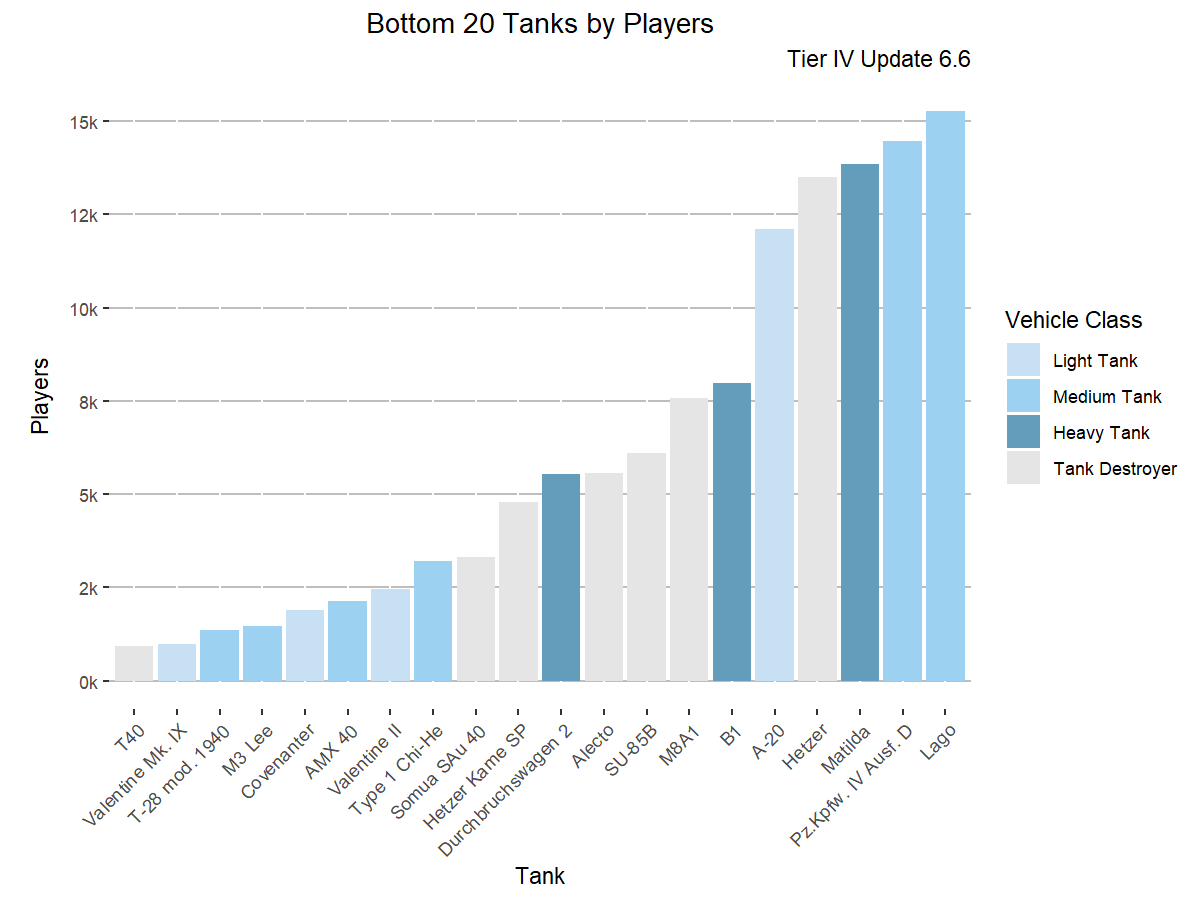 Bottom 20 Tanks by Players
Tier IV Update 6.6
15k
12k
10k
8k
5k
2k
0k
Players
T40
Valentine Mk. IX
T-28 mod. 1940
M3 Lee
Covenanter
AMX 40
Valentine II
Type 1 Chi-He
Somua SAu 40
Hetzer Kame SP
Durchbruchswagen 2
Alecto
SU-85B
M8A1
B1
A-20
Hetzer
Matilda
Pz.Kpfw. IV Ausf. D
Lago
Tank
Vehicle Class
Light Tank
Medium Tank
Heavy Tank
Tank Destroyer